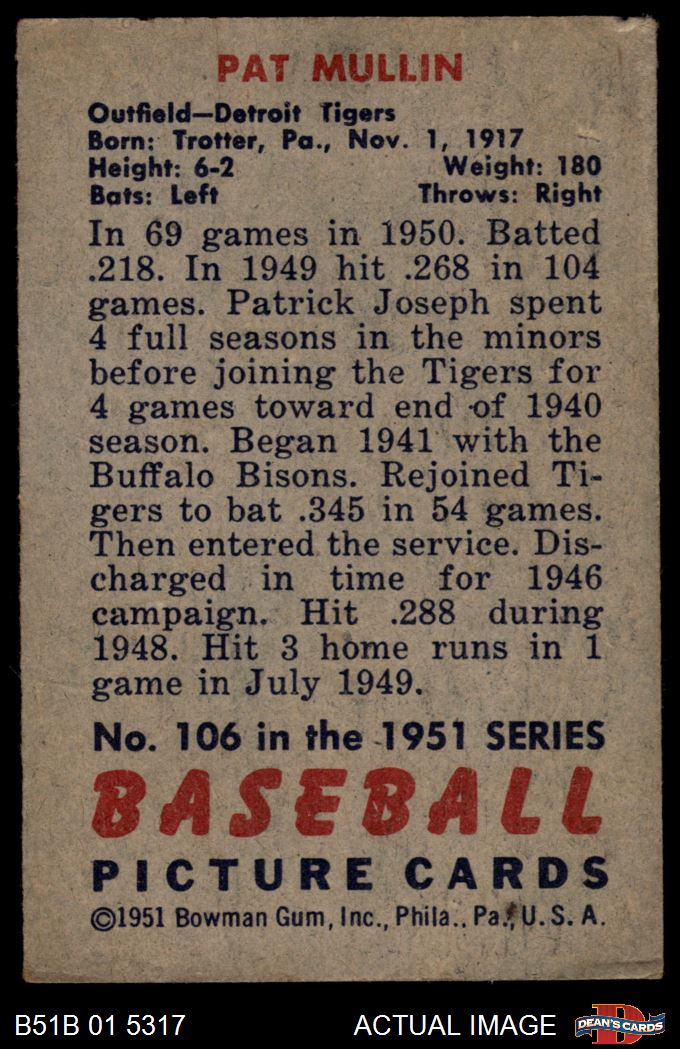 PAT MULLIN
Outfield—Detroit Tigers
Born: Trotter, Pa., Nov. 1, 1917
Height: 6-2 Weight: 180
Bats: Left Throws: Right
In 69 games in 1950. Batted
.218. In 1949 hit .268 in 104
games. Patrick Joseph spent
4 full seasons in the minors
before joining the Tigers for
4 games toward end of 1940
season. Began 1941 with the
Buffalo Bisons. Rejoined Ti-
gers to bat .345 in 54 games.
Then entered the service. Dis-
charged in time for 1946
campaign. Hit .288 during
1948. Hit 3 home runs in 1
game in July 1949.
No. 106 in the 1951 SERIES
BASEBALL
PICTURE CARDS
©1951 Bowman Gum, Inc., Phila., Pa., U. S. A.
B51B 01 5317 ACTUAL IMAGE D DEAN'S CARDS